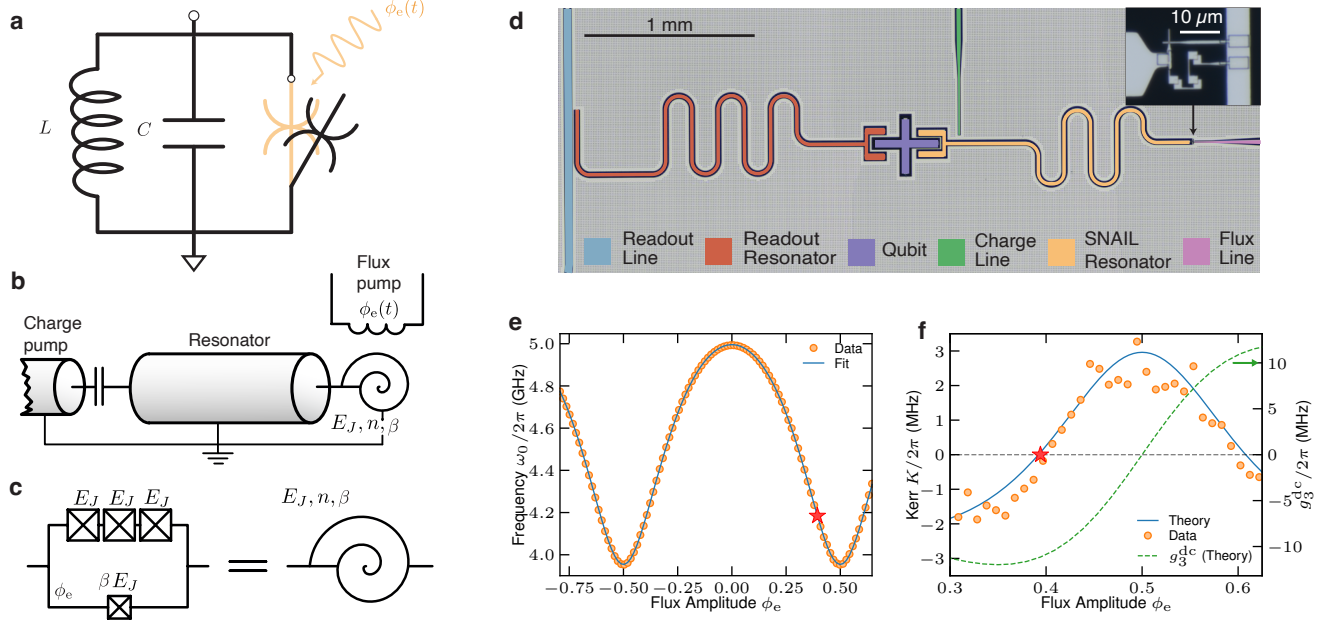 a
ϕe(t)
L
C
b
Flux
pump
ϕe(t)
Charge
pump
Resonator
EJ, n, β
c
EJ EJ EJ
EJ, n, β
ϕe
βEJ
d
1 mm
10 µm
Readout
Line
Readout
Resonator
Qubit
Charge
Line
SNAIL
Resonator
Flux
Line
e
Frequency ω0/2π (GHz)
5.0
4.8
4.6
4.4
4.2
4.0
Data
Fit
−0.75 −0.50 −0.25 0.00 0.25 0.50
Flux Amplitude ϕe
f
Kerr K/2π (MHz)
3
2
1
0
−1
−2
−3
Theory
Data
g3^dc (Theory)
10
5
0
−5
−10
g3^dc/2π (MHz)
0.3 0.4 0.5 0.6
Flux Amplitude ϕe